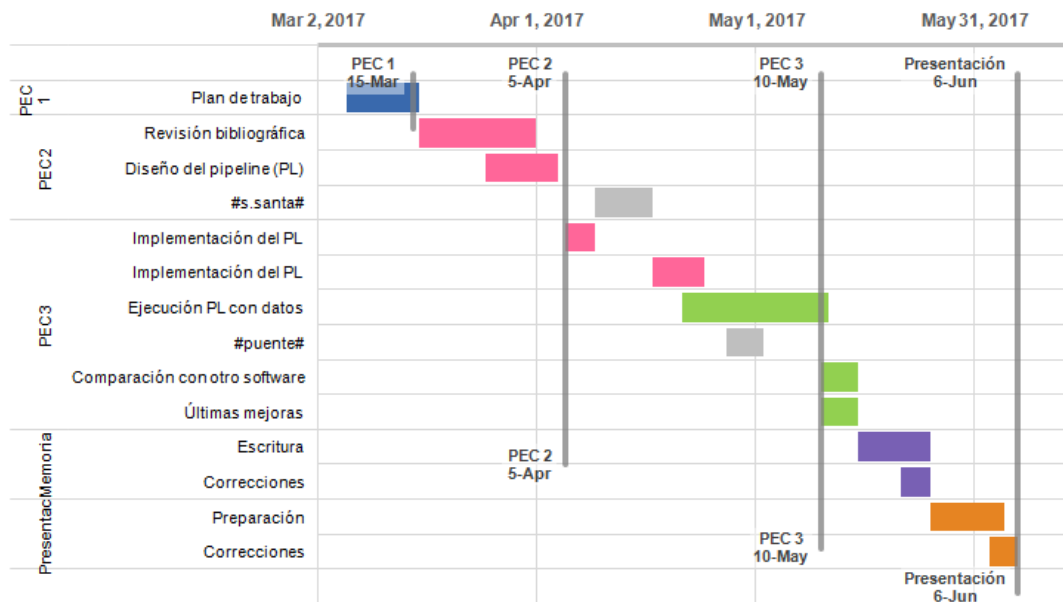 Mar 2, 2017
Apr 1, 2017
May 1, 2017
May 31, 2017
PEC 1
15-Mar
PEC 2
5-Apr
PEC 3
10-May
Presentación
6-Jun
PEC 1
Plan de trabajo
PEC2
Revisión bibliográfica
Diseño del pipeline (PL)
#s.santa#
PEC3
Implementación del PL
Implementación del PL
Ejecución PL con datos
#puente#
Comparación con otro software
Últimas mejoras
Memoria
Escritura
Correcciones
Presentac
Preparación
Correcciones
PEC 2
5-Apr
PEC 3
10-May
Presentación
6-Jun